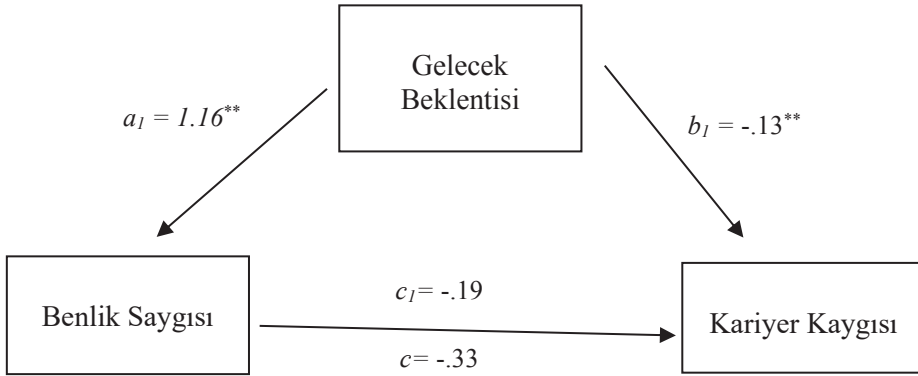 Gelecek
Beklentisi
a₁ = 1.16**
b₁ = -.13**
Benlik Saygısı
c₁= -.19
c= -.33
Kariyer Kaygısı